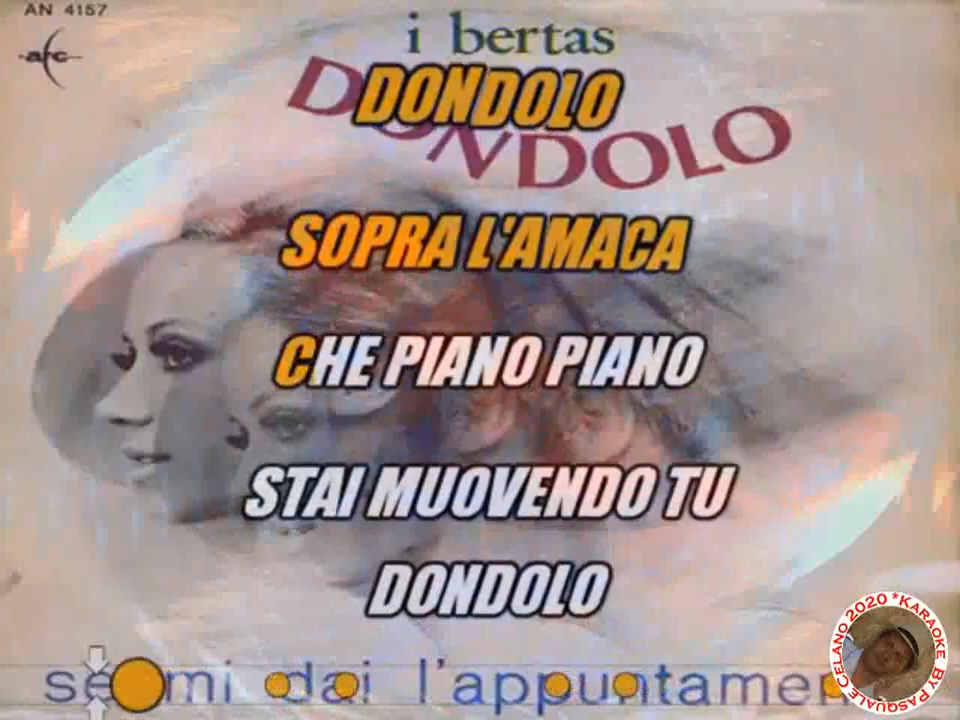 AN 4157
arc
i bertas
DONDOLO
DONDOLO
SOPRA L'AMACA
CHE PIANO PIANO
STAI MUOVENDO TU
DONDOLO
se mi dai l'appuntamen
CELANO 2020 *KARAOKE BY PASQUALE